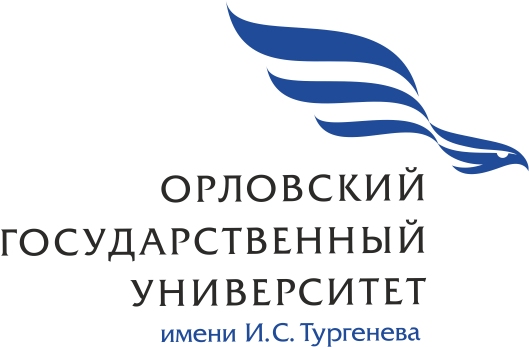 ОРЛОВСКИЙ
ГОСУДАРСТВЕННЫЙ
УНИВЕРСИТЕТ
имени И.С. Тургенева